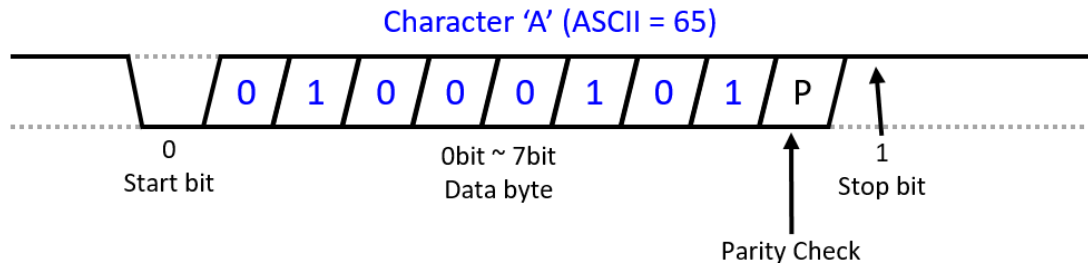 Character ‘A’ (ASCII = 65)
0 1 0 0 0 1 0 1 P
0
Start bit
0bit ~ 7bit
Data byte
1
Stop bit
Parity Check